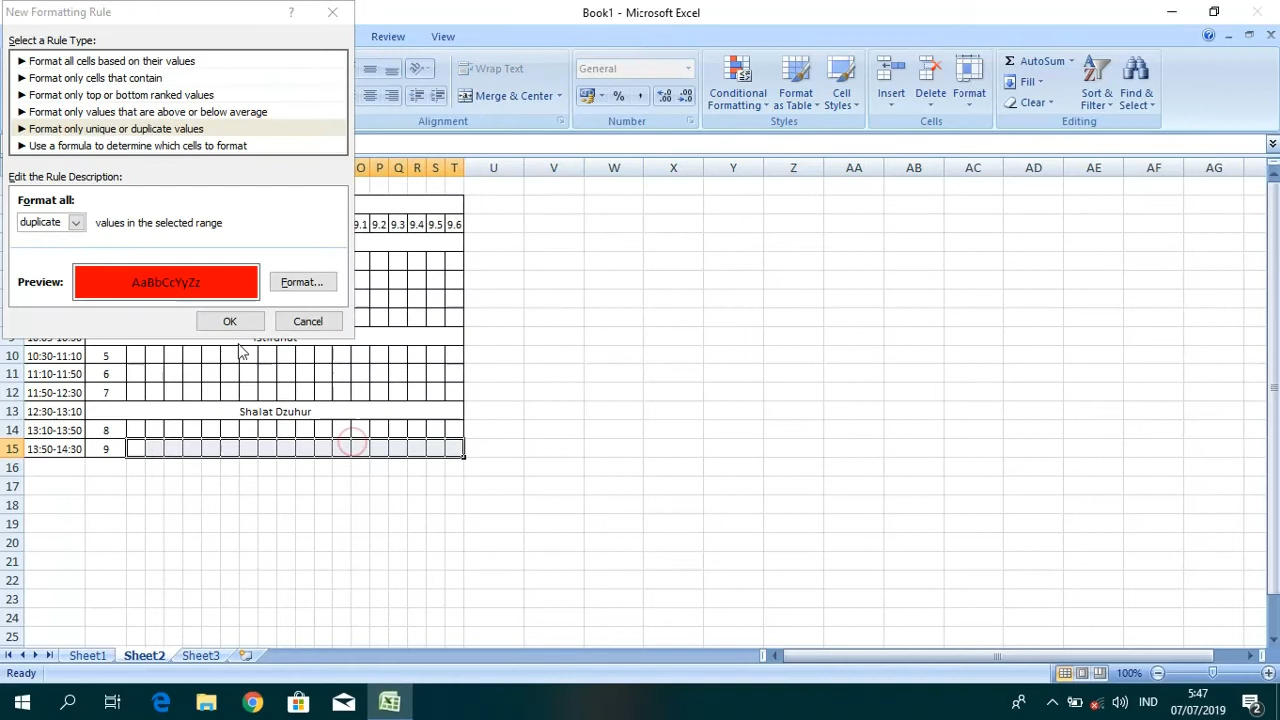 New Formatting Rule
?
Book1 - Microsoft Excel
Select a Rule Type:
► Format all cells based on their values
► Format only cells that contain
► Format only top or bottom ranked values
► Format only values that are above or below average
► Format only unique or duplicate values
► Use a formula to determine which cells to format
Edit the Rule Description:
Format all:
duplicate
values in the selected range
Preview:
AaBbCcYyZz
Format...
OK
Cancel
Review
View
Wrap Text
Merge & Center
Alignment
General
%
Number
Conditional
Formatting
Format
as Table
Cell
Styles
Styles
Insert
Delete
Format
Cells
Σ AutoSum
Fill
Clear
Sort &
Filter
Find &
Select
Editing
O P Q R S T U V W X Y Z AA AB AC AD AE AF AG
9.1 9.2 9.3 9.4 9.5 9.6
10 10:30-11:10 5
11 11:10-11:50 6
12 11:50-12:30 7
13 12:30-13:10 Shalat Dzuhur
14 13:10-13:50 8
15 13:50-14:30 9
16
17
18
19
20
21
22
23
24
25
Sheet1
Sheet2
Sheet3
Ready
100%
IND
5:47
07/07/2019
2